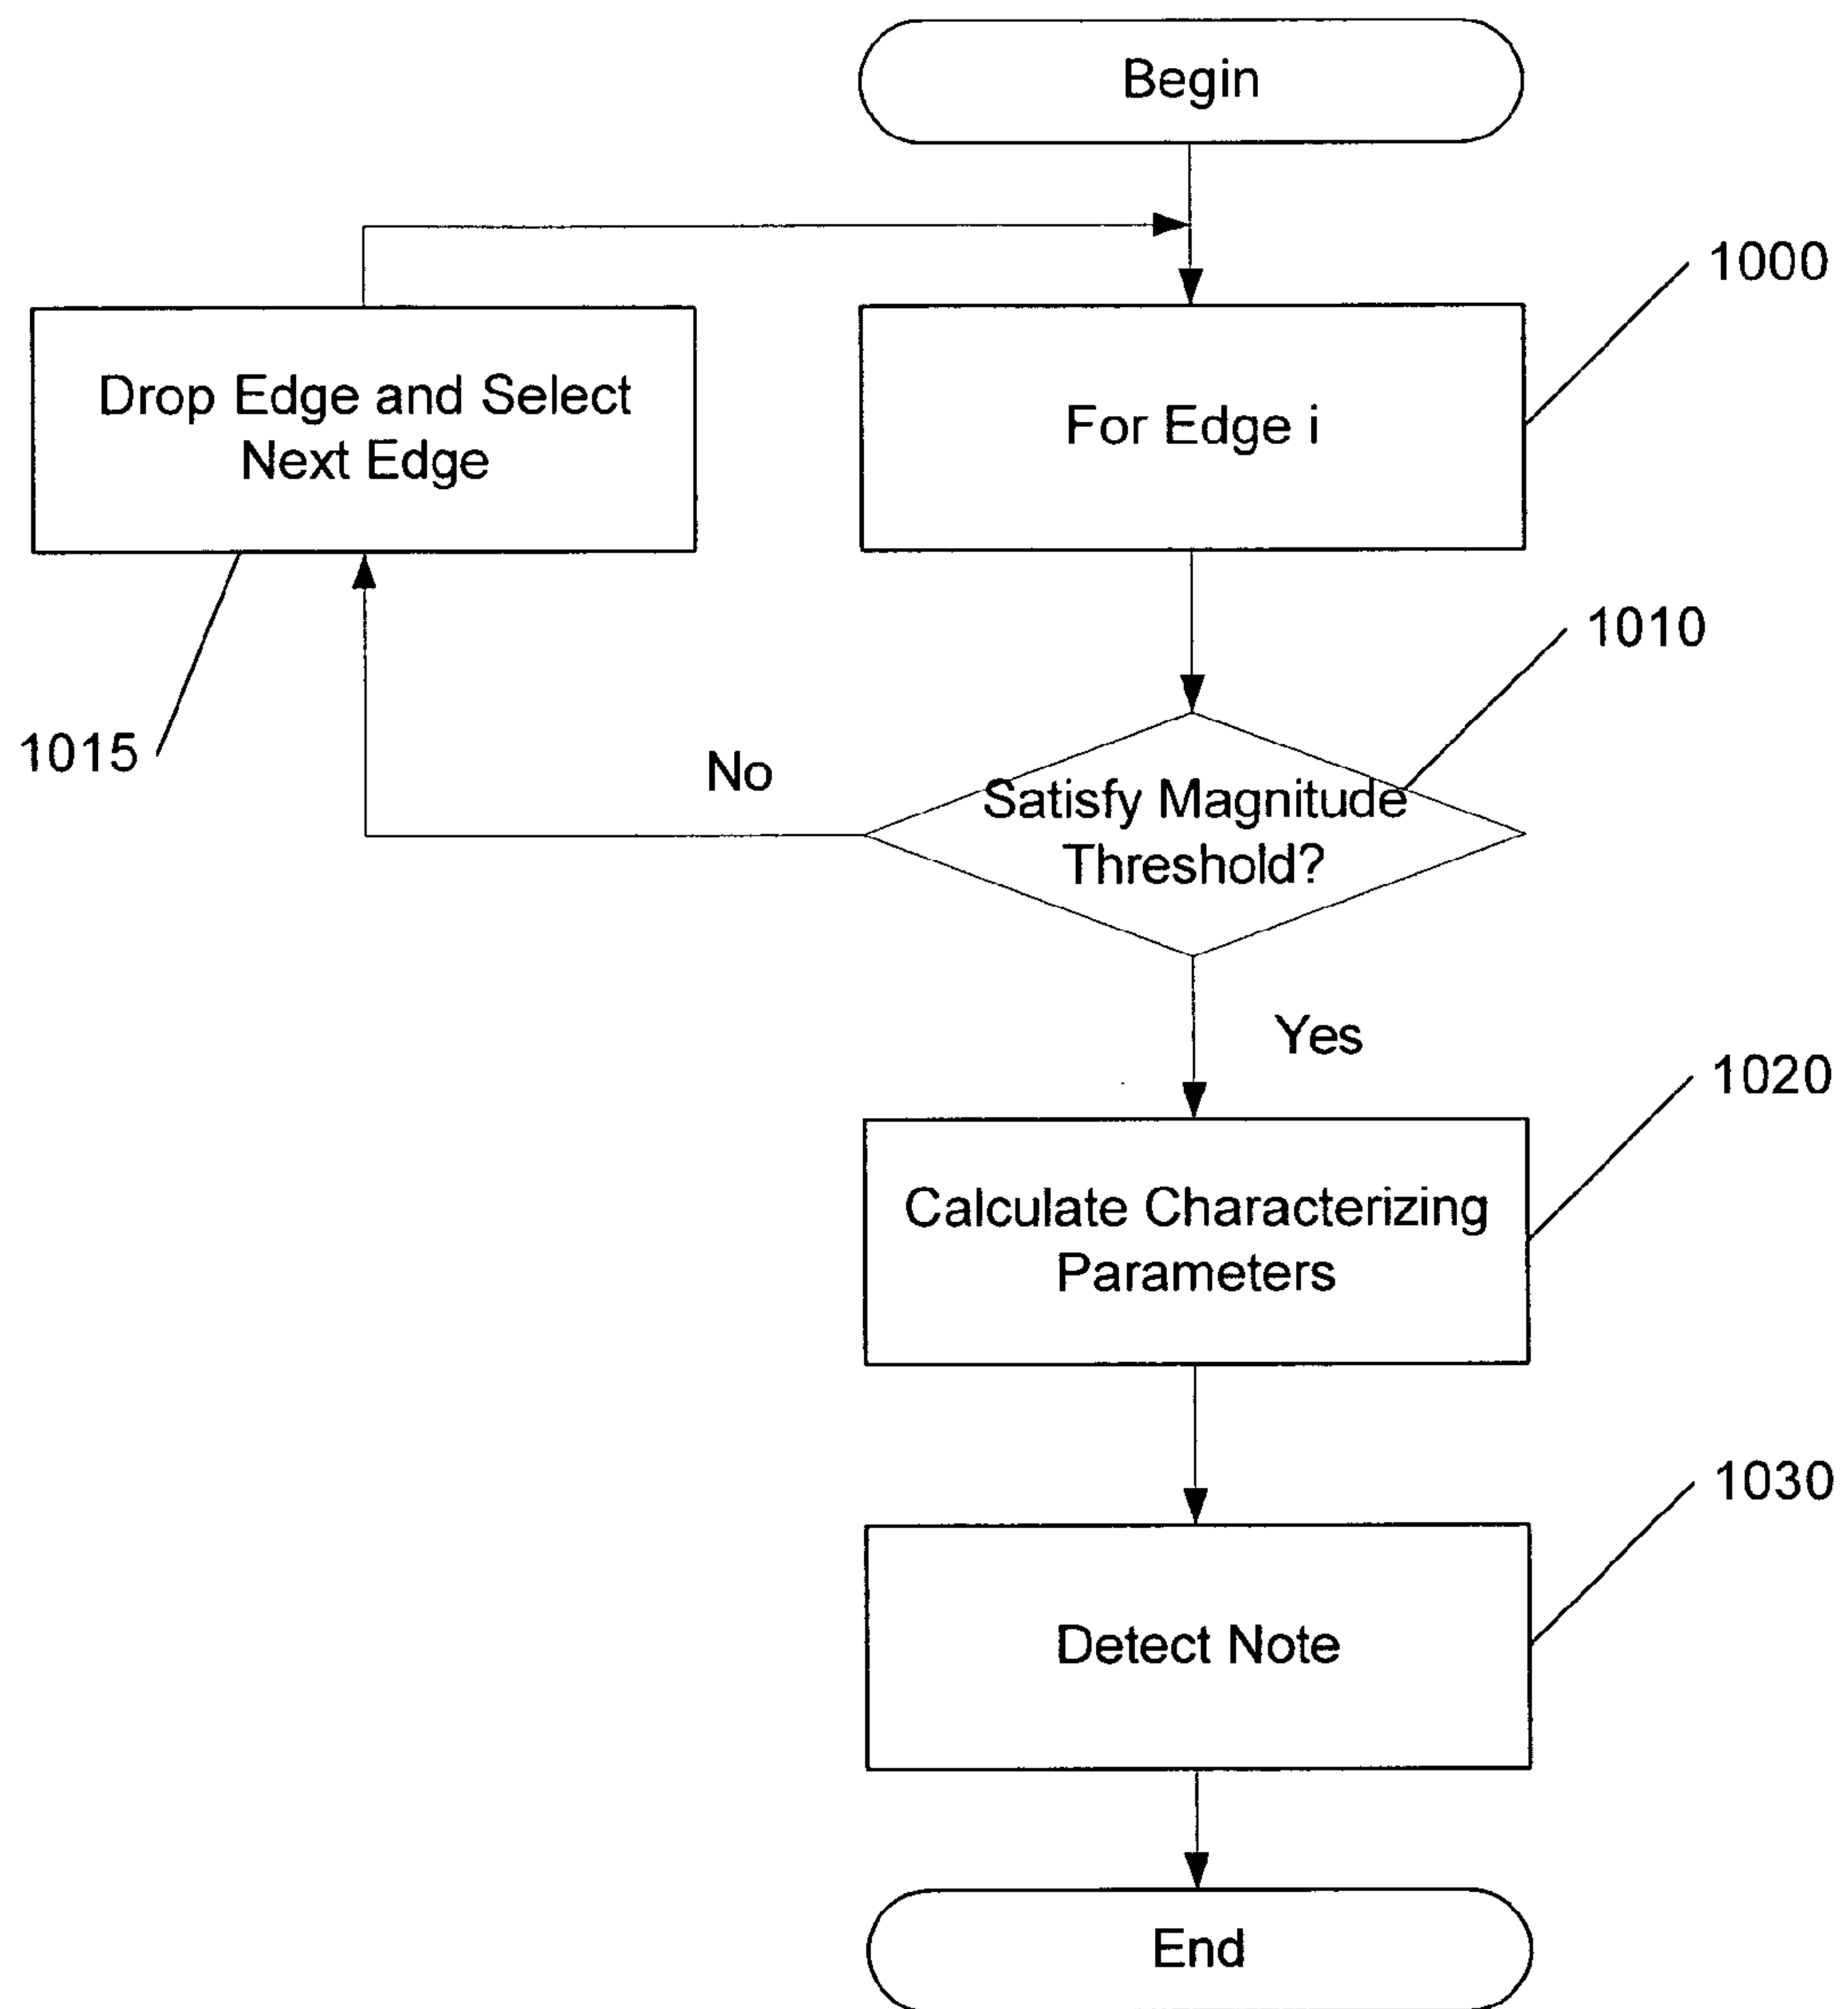 Begin
1000
Drop Edge and Select
Next Edge
For Edge i
1010
1015
No
Satisfy Magnitude
Threshold?
Yes
1020
Calculate Characterizing
Parameters
1030
Detect Note
End